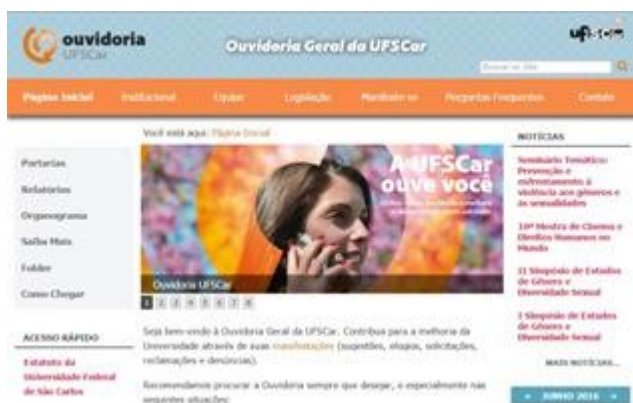 ouvidoria
UFSCar
Ouvidoria Geral da UFSCar
ufscar
Buscar no Site
Página Inicial Institucional Equipe Legislação Manifeste-se Perguntas Frequentes Contato
Você está aqui: Página Inicial
Portarias
Relatórios
Organograma
Saiba Mais
Folder
Como Chegar
ACESSO RÁPIDO
Estatuto da
Universidade Federal
de São Carlos
A UFSCar
ouve você
Ouvidoria UFSCar
1 2 3 4 5 6 7 8
Seja bem-vindo à Ouvidoria Geral da UFSCar. Contribua para a melhoria da
Universidade através de suas manifestações (sugestões, elogios, solicitações,
reclamações e denúncias).
Recomendamos procurar a Ouvidoria sempre que desejar, e especialmente nas
seguintes situações:
NOTÍCIAS
Seminário Temático:
Prevenção e
enfrentamento à
violência aos gêneros e
às sexualidades
10ª Mostra de Cinema e
Direitos Humanos no
Mundo
II Simpósio de Estudos
de Gênero e
Diversidade Sexual
I Simpósio de Estudos
de Gênero e
Diversidade Sexual
MAIS NOTÍCIAS...
« JUNHO 2016 »